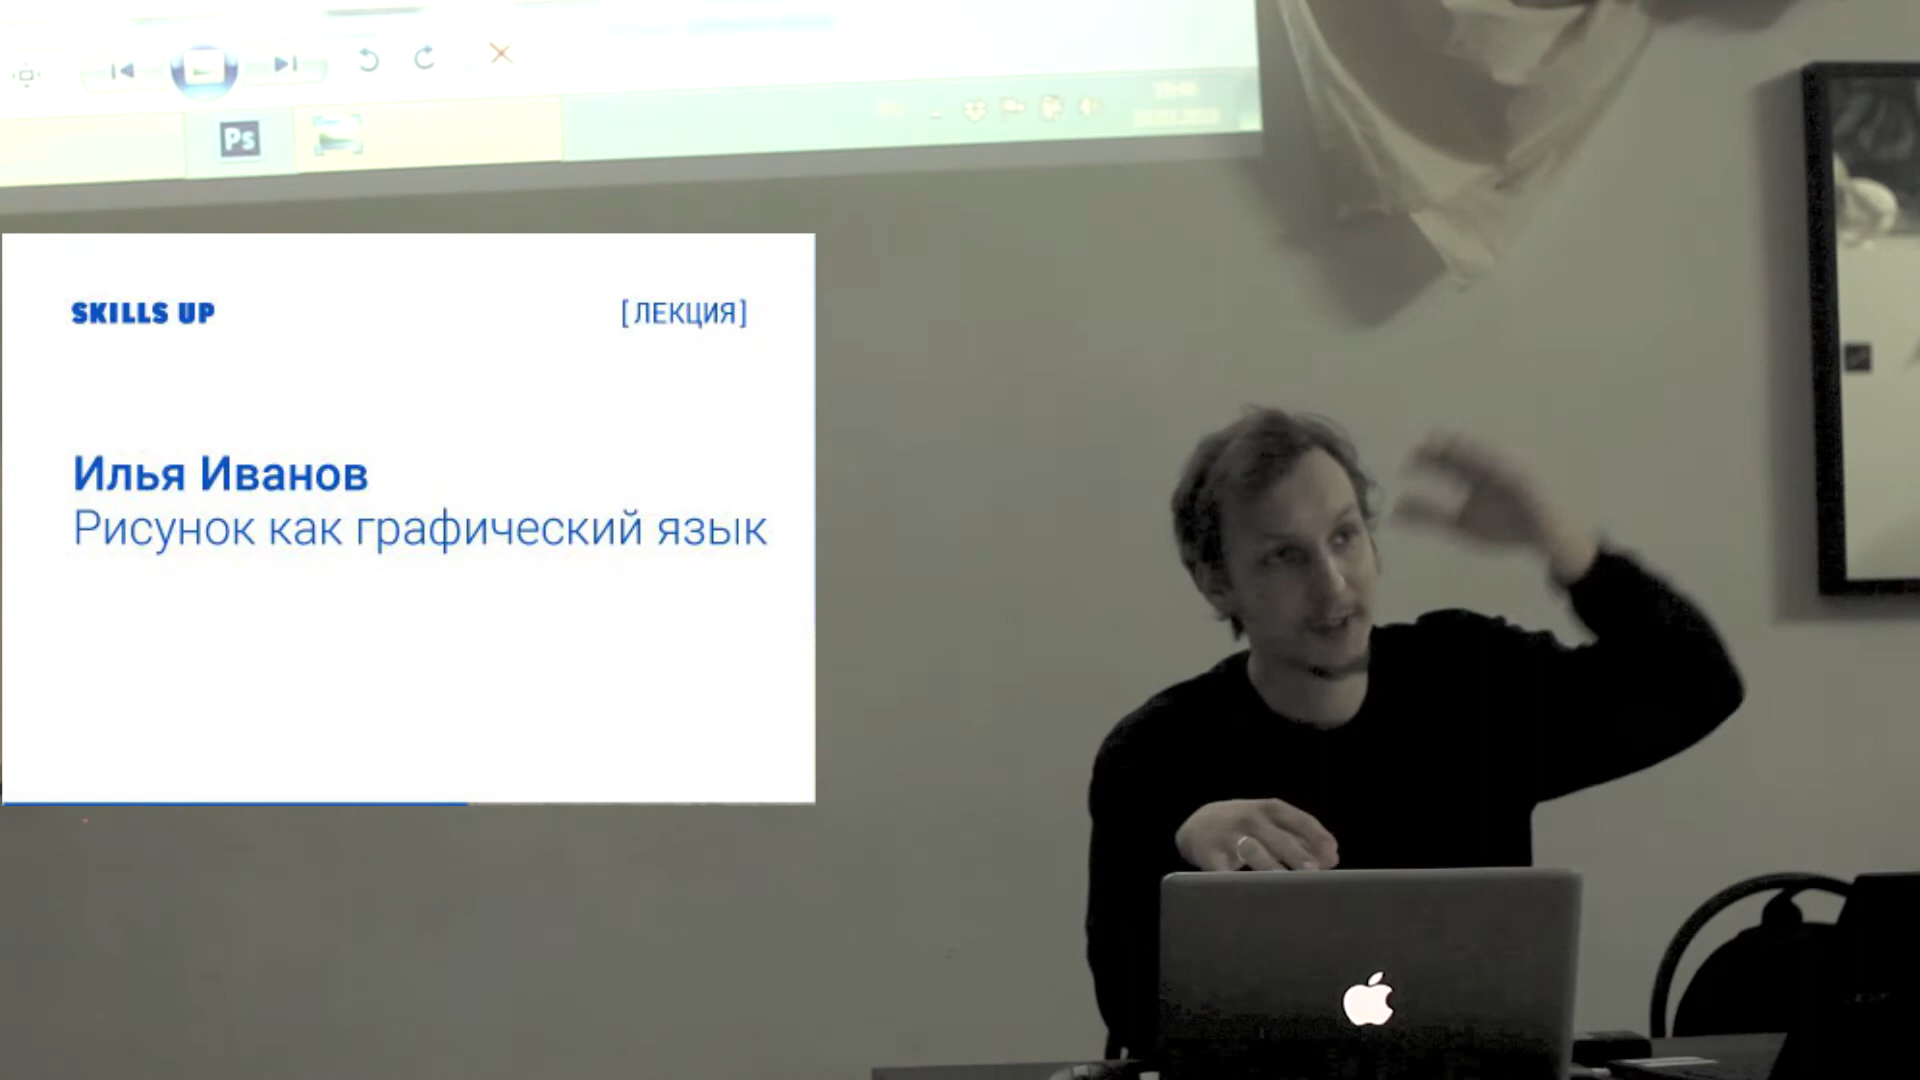 Ps
SKILLS UP
[ЛЕКЦИЯ]
Илья Иванов
Рисунок как графический язык